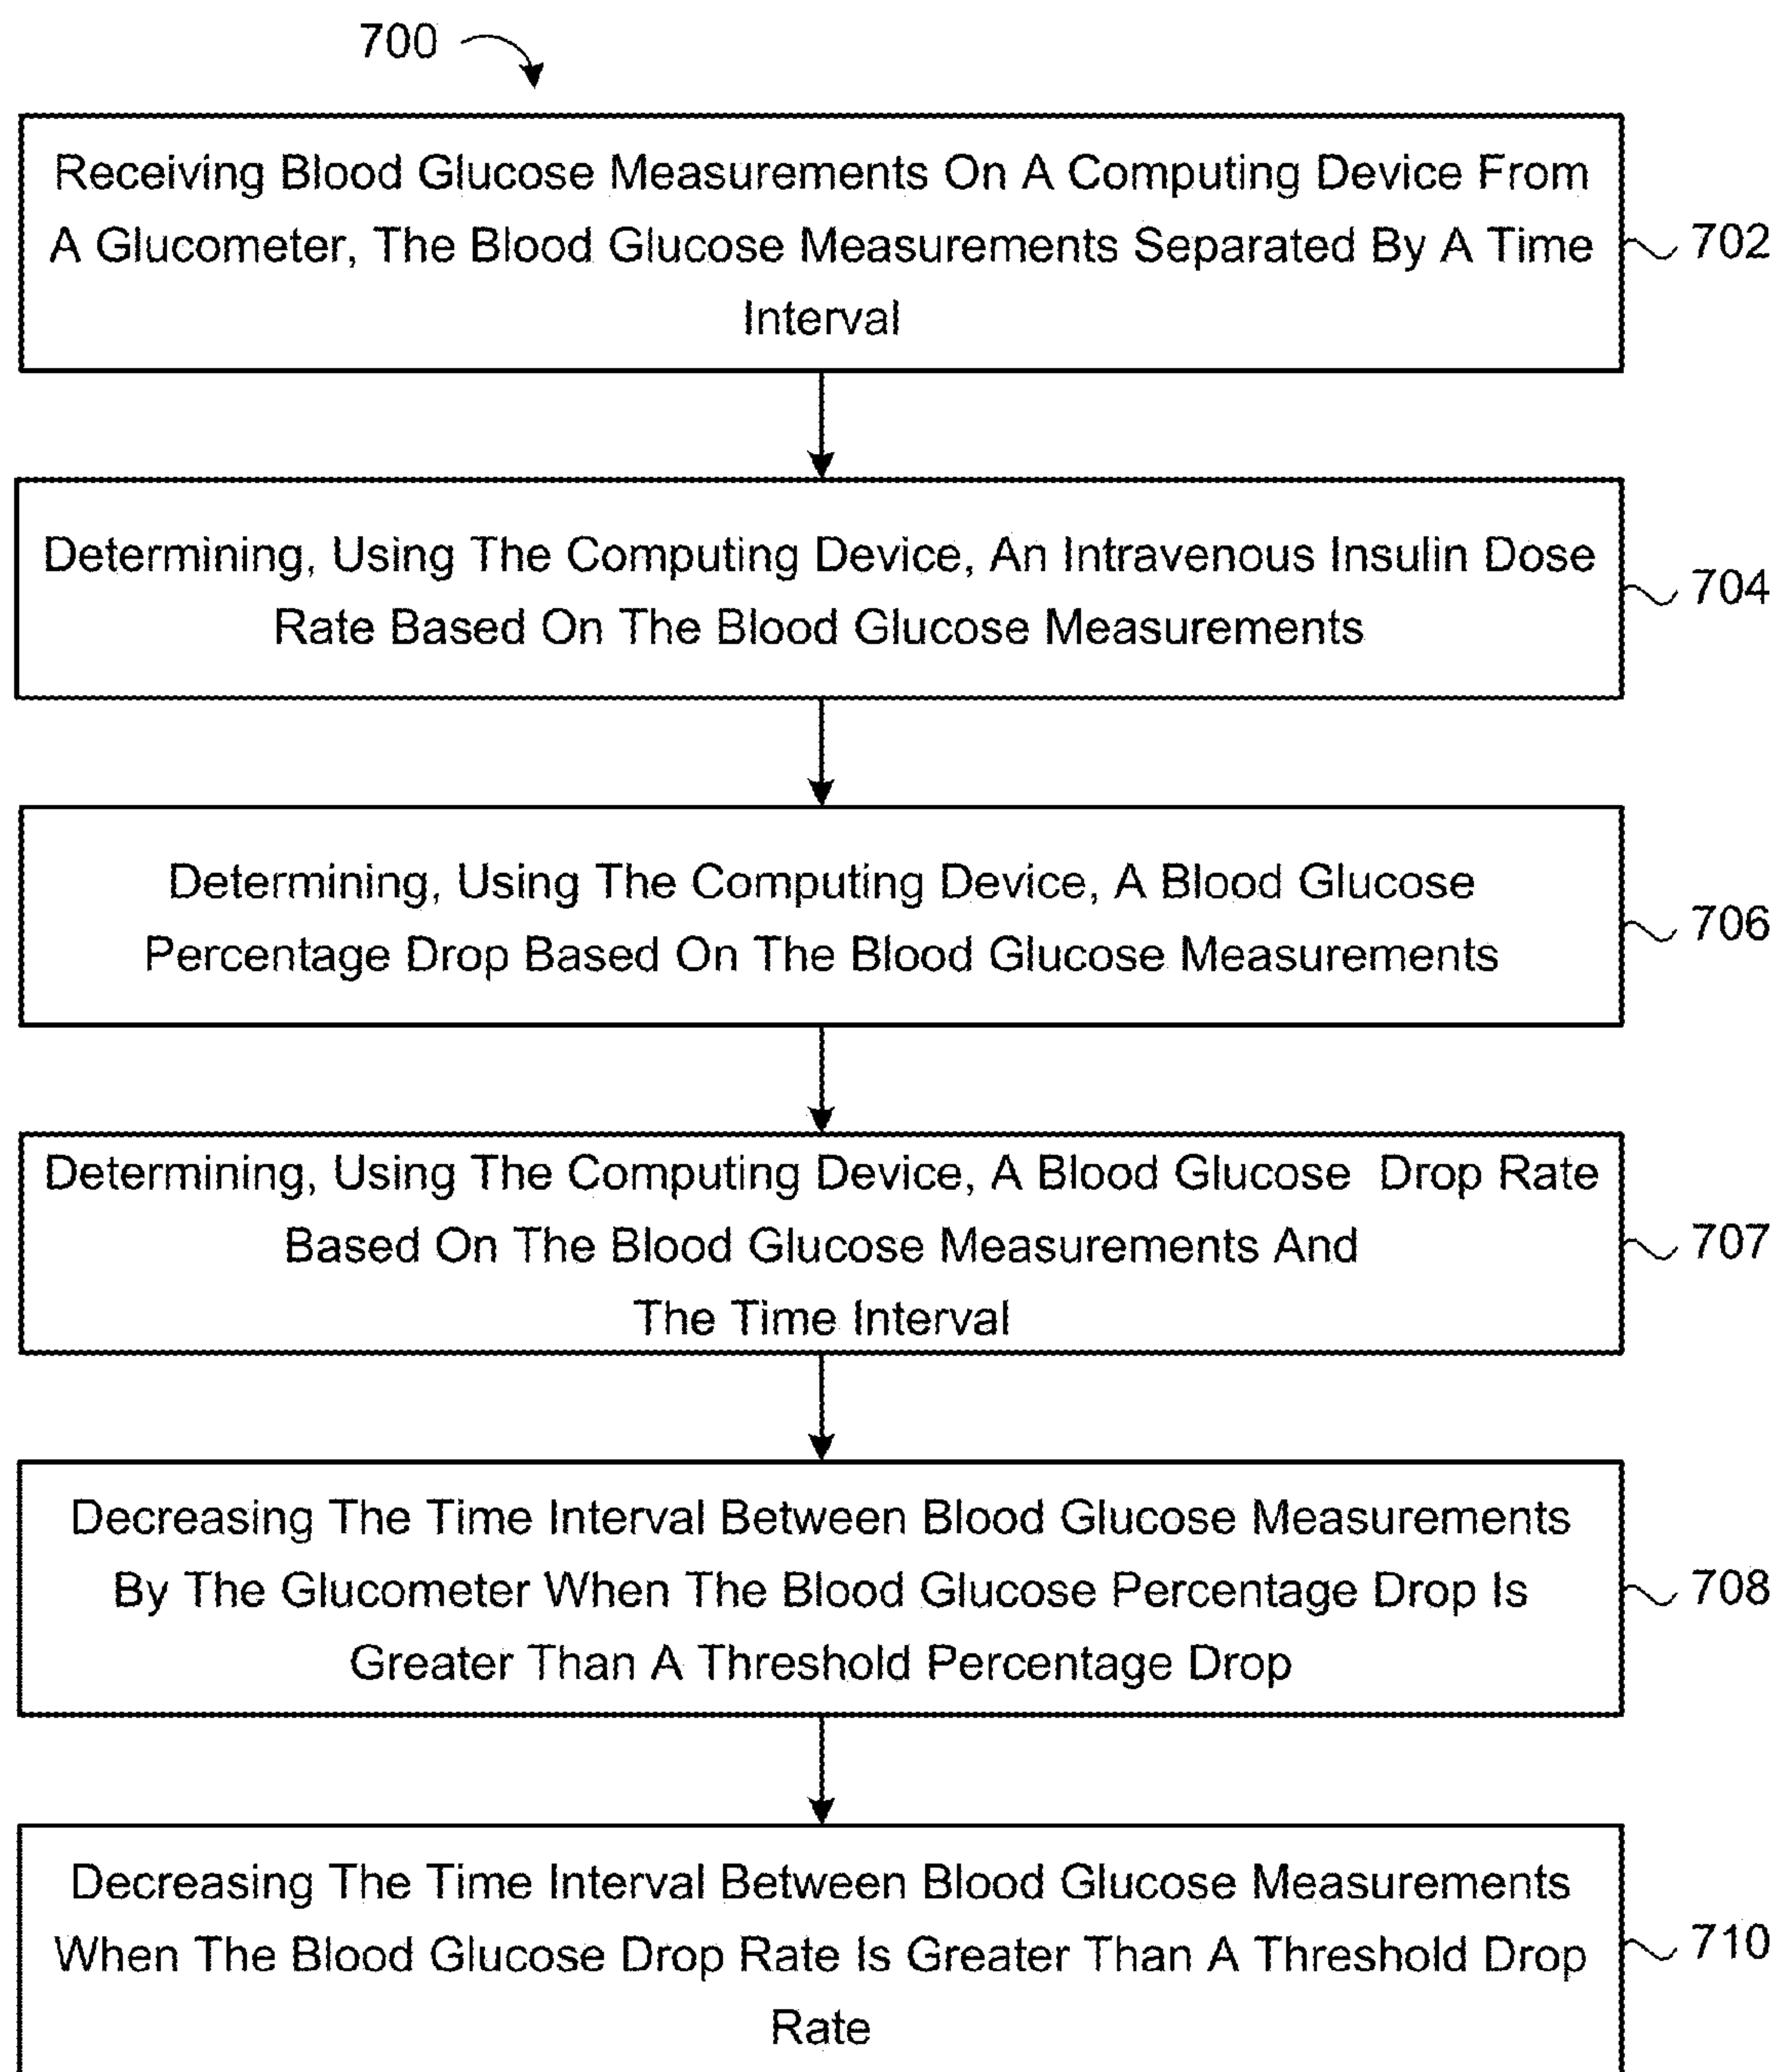 700
Receiving Blood Glucose Measurements On A Computing Device From
A Glucometer, The Blood Glucose Measurements Separated By A Time
Interval
702
Determining, Using The Computing Device, An Intravenous Insulin Dose
Rate Based On The Blood Glucose Measurements
704
Determining, Using The Computing Device, A Blood Glucose
Percentage Drop Based On The Blood Glucose Measurements
706
Determining, Using The Computing Device, A Blood Glucose Drop Rate
Based On The Blood Glucose Measurements And
The Time Interval
707
Decreasing The Time Interval Between Blood Glucose Measurements
By The Glucometer When The Blood Glucose Percentage Drop Is
Greater Than A Threshold Percentage Drop
708
Decreasing The Time Interval Between Blood Glucose Measurements
When The Blood Glucose Drop Rate Is Greater Than A Threshold Drop
Rate
710